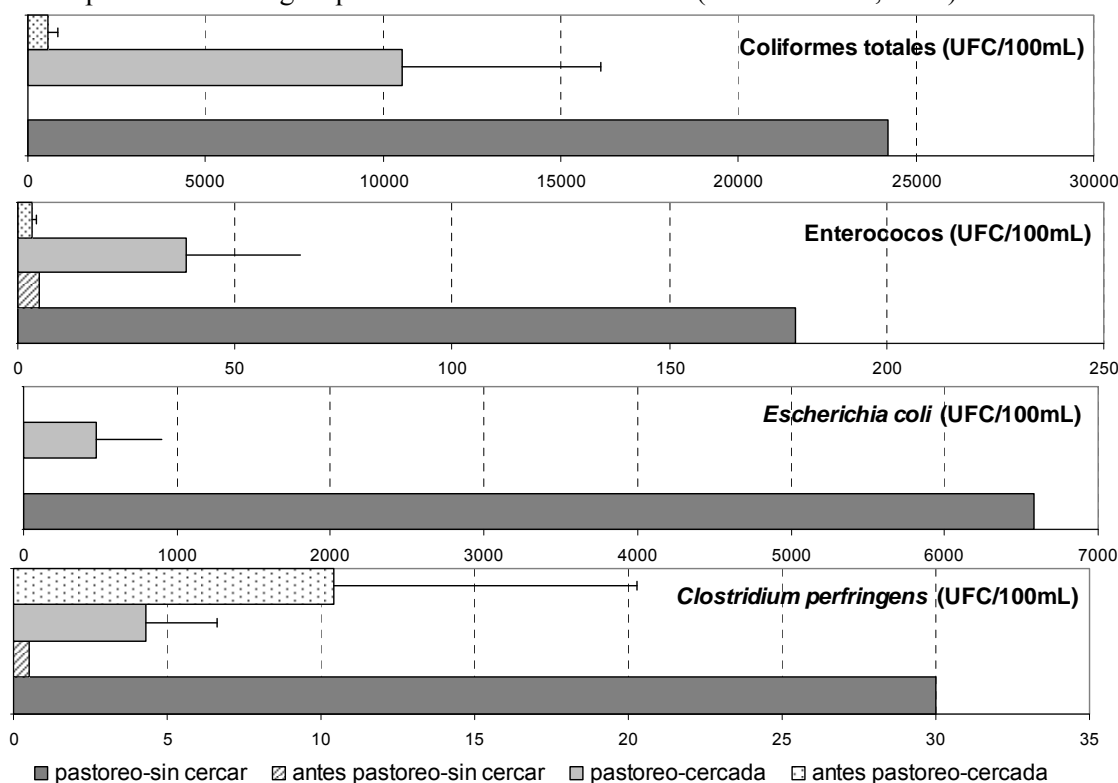 Coliformes totales (UFC/100mL)
0 5000 10000 15000 20000 25000 30000
Enterococos (UFC/100mL)
0 50 100 150 200 250
Escherichia coli (UFC/100mL)
0 1000 2000 3000 4000 5000 6000 7000
Clostridium perfringens (UFC/100mL)
0 5 10 15 20 25 30 35
pastoreo-sin cercar antes pastoreo-sin cercar pastoreo-cercada antes pastoreo-cercada